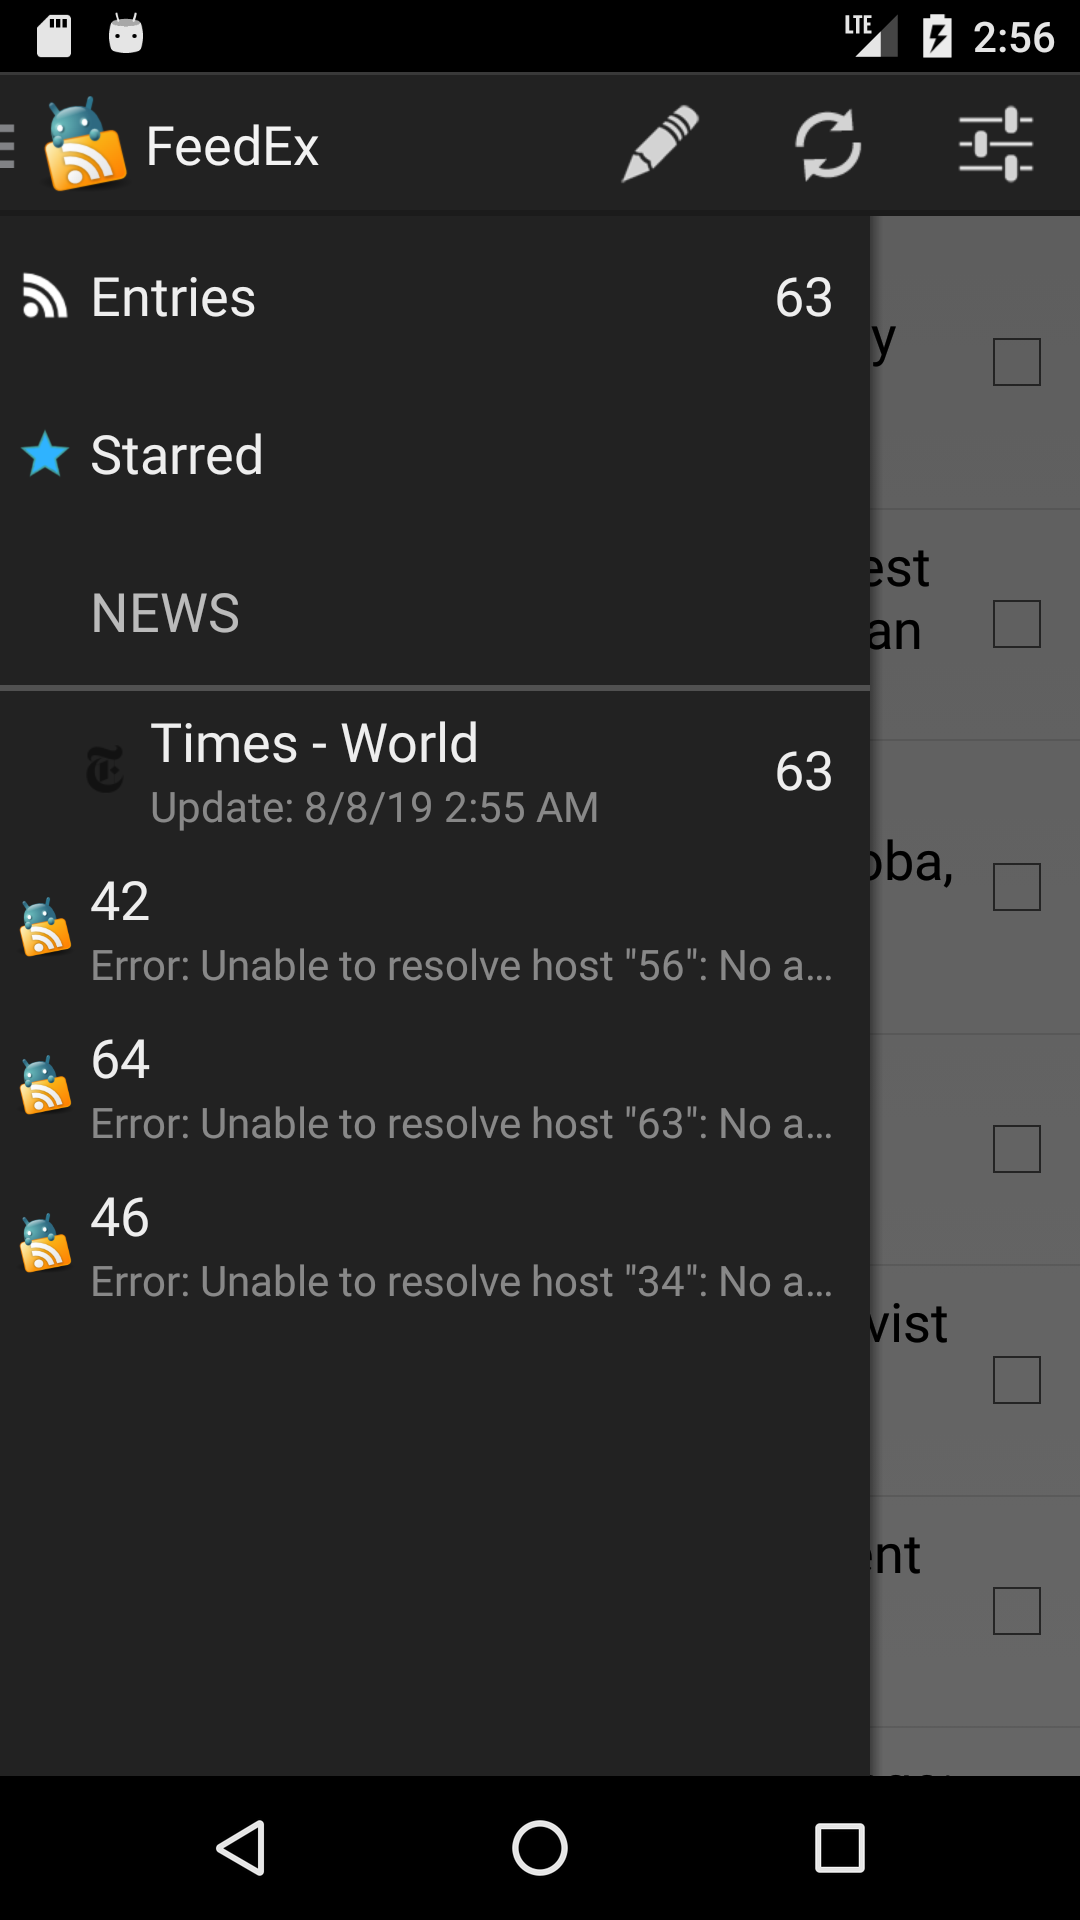 LTE 2:56
FeedEx
Entries 63
Starred
NEWS
Times - World 63
Update: 8/8/19 2:55 AM
42
Error: Unable to resolve host "56": No a...
64
Error: Unable to resolve host "63": No a...
46
Error: Unable to resolve host "34": No a...
y
est
an
oba,
vist
ent